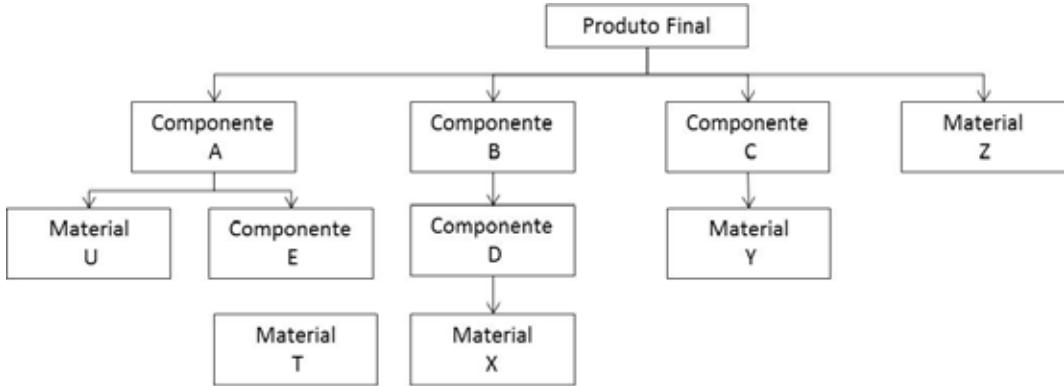 Produto Final
Componente
A
Componente
B
Componente
C
Material
Z
Material
U
Componente
E
Componente
D
Material
Y
Material
T
Material
X